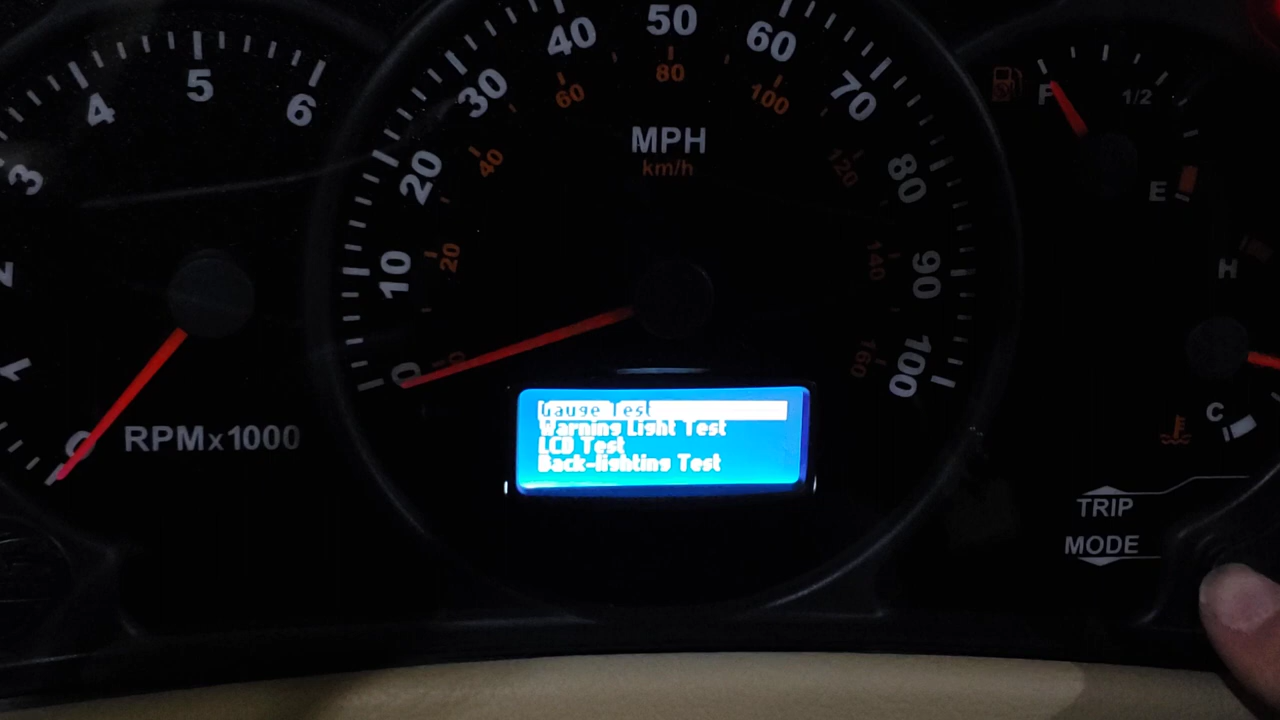 0
1
2
3
4
5
6
RPMx1000
0
10
20
30
40
50
60
70
80
90
100
20
40
60
80
100
120
140
160
MPH
km/h
Gauge Test
Warning Light Test
LCD Test
Back-lighting Test
F
1/2
E
H
C
TRIP
MODE